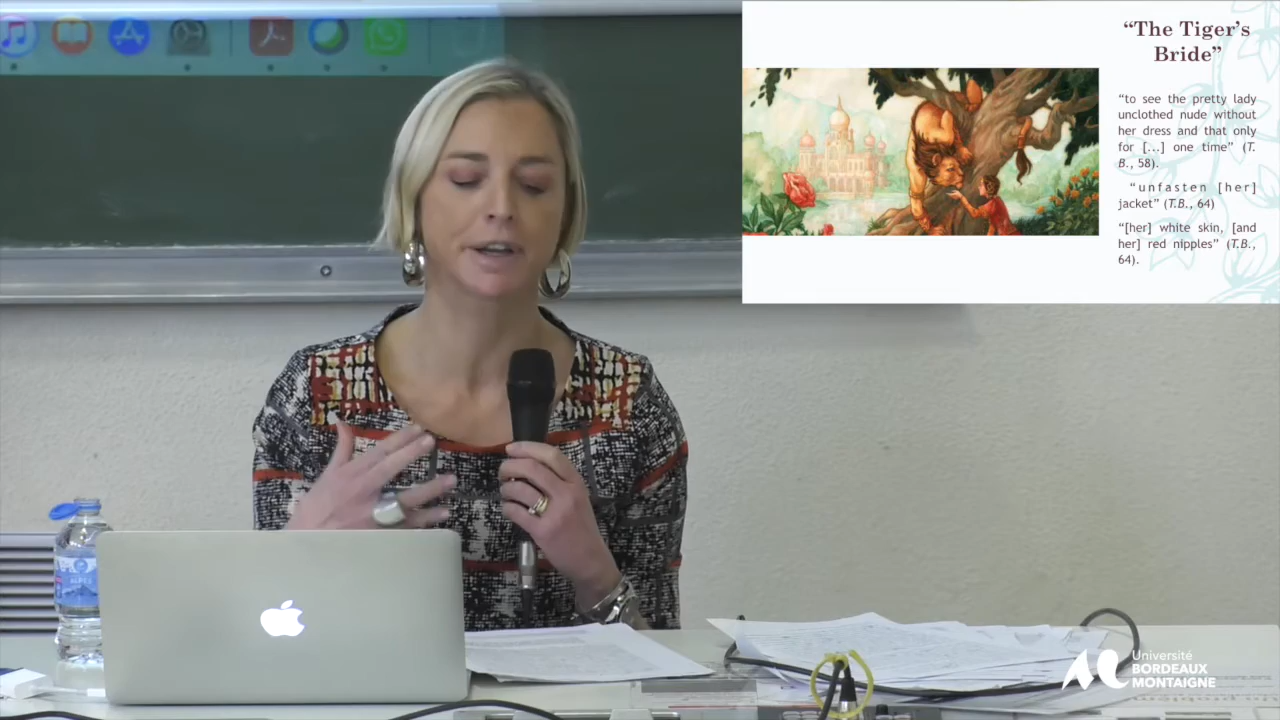 “The Tiger’s
Bride”
“to see the pretty lady
unclothed nude without
her dress and that only
for [...] one time” (T.
B., 58).
“unfasten [her]
jacket” (T.B., 64)
“[her] white skin, [and
her] red nipples” (T.B.,
64).
Université
BORDEAUX
MONTAIGNE